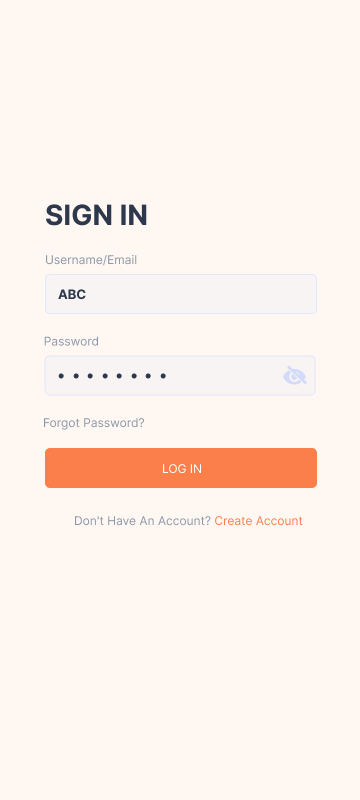 SIGN IN
Username/Email
ABC
Password
• • • • • • • •
Forgot Password?
LOG IN
Don't Have An Account? Create Account